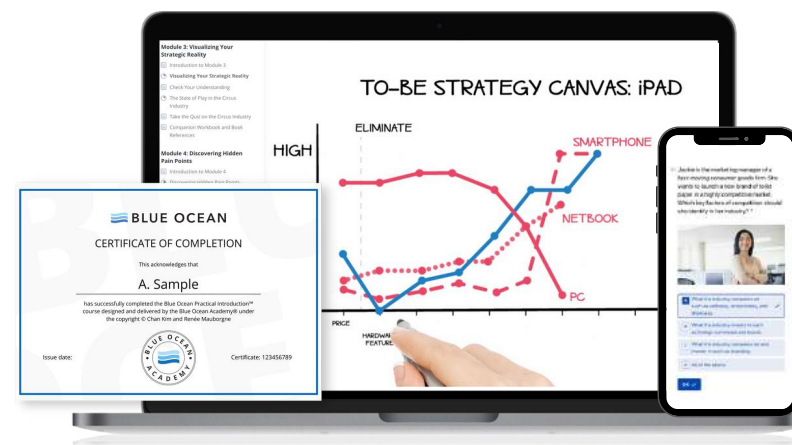 Module 3: Visualizing Your
Strategic Reality
Introduction to Module 3
Visualizing Your Strategic Reality
Check Your Understanding
The State of Play in the Circus
Industry
Take the Quiz on the Circus Industry
Companion Workbook and Book
References
Module 4: Discovering Hidden
Pain Points
Introduction to Module 4
Discovering Hidden Pain Points
TO-BE STRATEGY CANVAS: iPAD
ELIMINATE
HIGH
SMARTPHONE
NETBOOK
PC
PRICE
HARDWARE
FEATURE
BLUE OCEAN
CERTIFICATE OF COMPLETION
This acknowledges that
A. Sample
has successfully completed the Blue Ocean Practical Introduction™
course designed and delivered by the Blue Ocean Academy® under
the copyright © Chan Kim and Renée Mauborgne
BLUE OCEAN
ACADEMY
Issue date:
Certificate: 123456789
Jackie is the marketing manager of a
fast-moving consumer goods firm. She
wants to launch a new brand of toilet
paper in a highly competitive market.
Which key factors of competition should
she identify in her industry? *
All of the above
OK